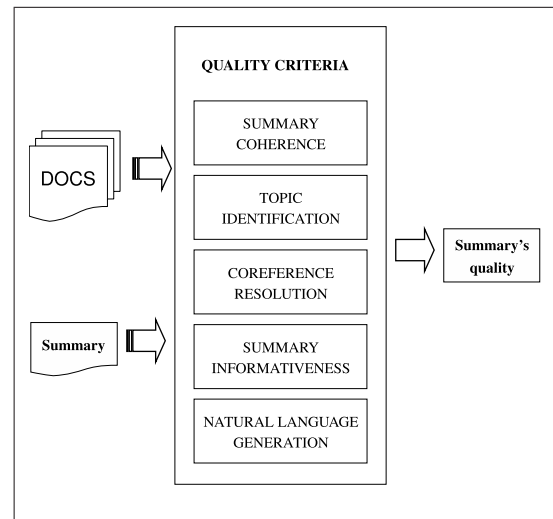 QUALITY CRITERIA
SUMMARY
COHERENCE
DOCS
TOPIC
IDENTIFICATION
Summary's
quality
COREFERENCE
RESOLUTION
Summary
SUMMARY
INFORMATIVENESS
NATURAL LANGUAGE
GENERATION